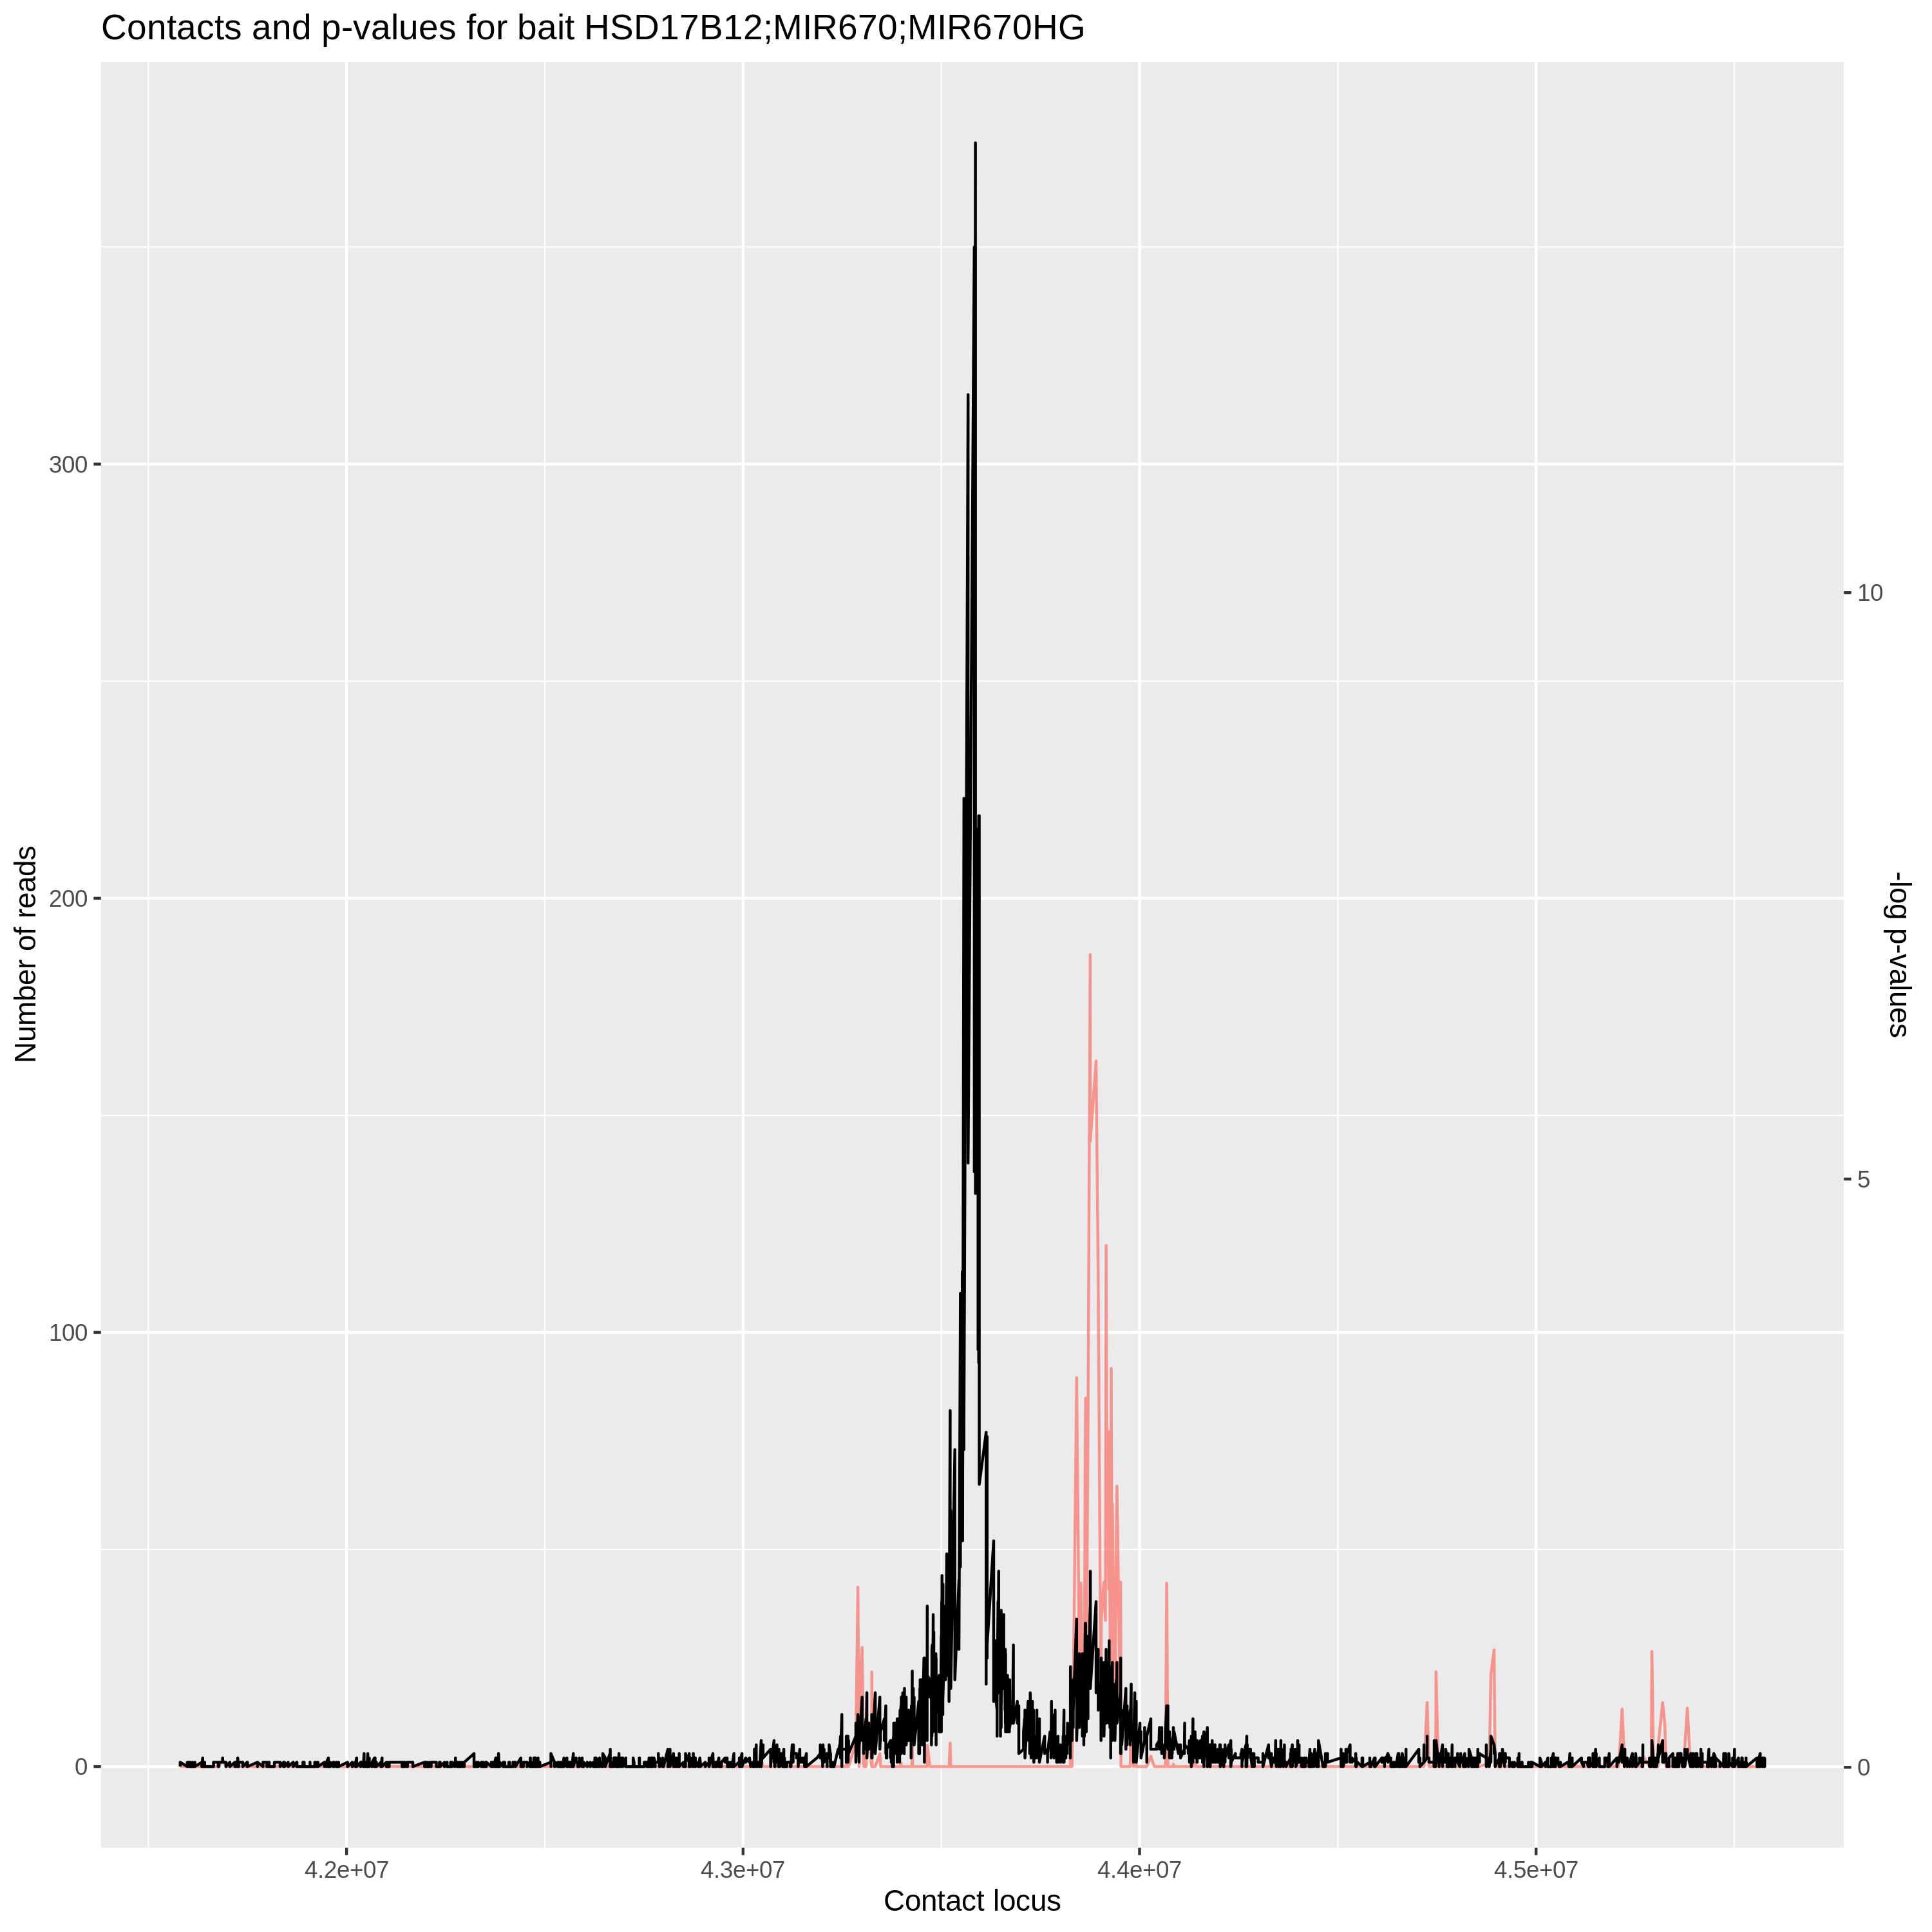 Contacts and p-values for bait HSD17B12;MIR670;MIR670HG
300
200
100
0
Number of reads
10
5
0
-log p-values
4.2e+07
4.3e+07
4.4e+07
4.5e+07
Contact locus